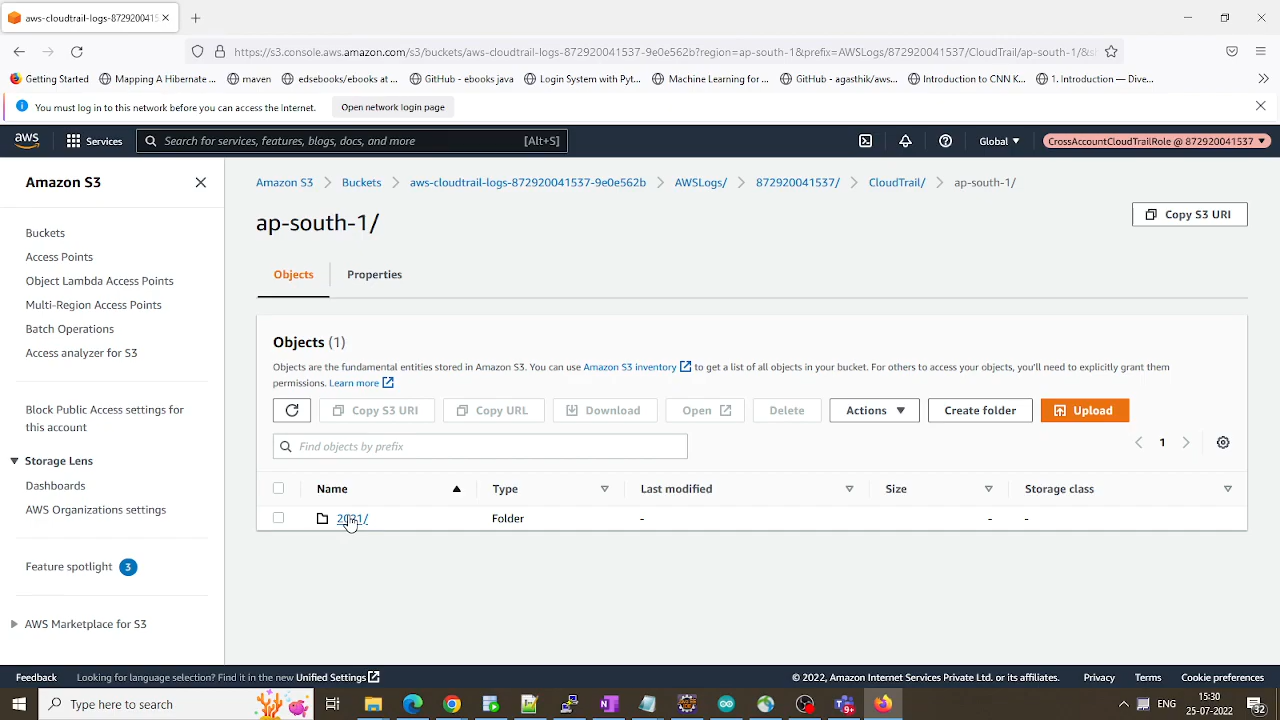 aws-cloudtrail-logs-87292004153
https://s3.console.aws.amazon.com/s3/buckets/aws-cloudtrail-logs-872920041537-9e0e562b?region=ap-south-1&prefix=AWSLogs/872920041537/CloudTrail/ap-south-1/&sh
Getting Started Mapping A Hibernate ... maven edsebooks/ebooks at ... GitHub - ebooks java Login System with Pyt... Machine Learning for ... GitHub - agasthik/aws... Introduction to CNN K... 1. Introduction — Dive...
You must log in to this network before you can access the Internet. Open network login page
aws Services Search for services, features, blogs, docs, and more [Alt+S] Global CrossAccountCloudTrailRole @ 872920041537
Amazon S3
Buckets
Access Points
Object Lambda Access Points
Multi-Region Access Points
Batch Operations
Access analyzer for S3
Block Public Access settings for
this account
Storage Lens
Dashboards
AWS Organizations settings
Feature spotlight 3
AWS Marketplace for S3
Amazon S3 Buckets aws-cloudtrail-logs-872920041537-9e0e562b AWSLogs/ 872920041537/ CloudTrail/ ap-south-1/
ap-south-1/
Copy S3 URI
Objects Properties
Objects (1)
Objects are the fundamental entities stored in Amazon S3. You can use Amazon S3 inventory to get a list of all objects in your bucket. For others to access your objects, you'll need to explicitly grant them
permissions. Learn more
Copy S3 URI Copy URL Download Open Delete Actions Create folder Upload
Find objects by prefix 1
Name Type Last modified Size Storage class
2021/ Folder - - -
Feedback Looking for language selection? Find it in the new Unified Settings © 2022, Amazon Internet Services Private Ltd. or its affiliates. Privacy Terms Cookie preferences
Type here to search ENG 15:30
25-07-2022 32